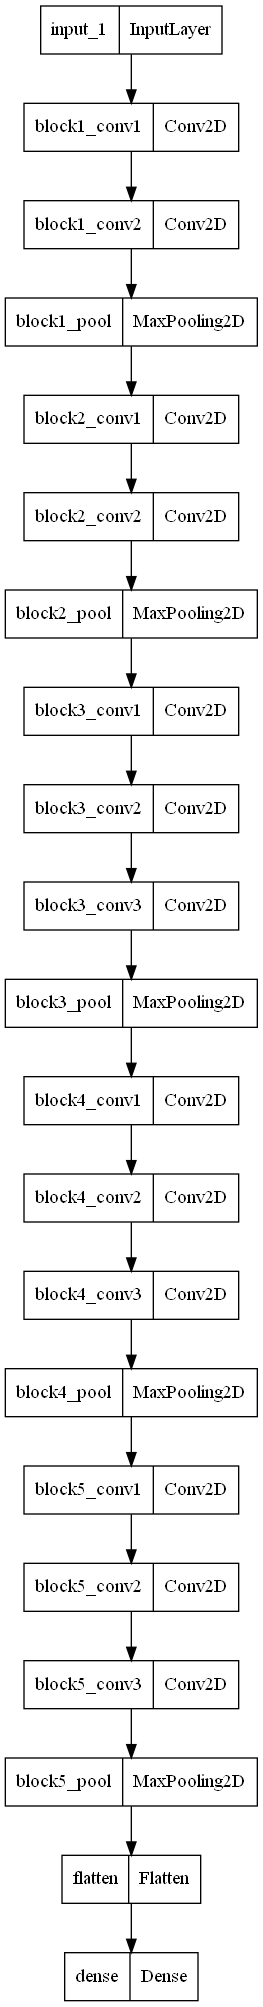 input_1 InputLayer
block1_conv1 Conv2D
block1_conv2 Conv2D
block1_pool MaxPooling2D
block2_conv1 Conv2D
block2_conv2 Conv2D
block2_pool MaxPooling2D
block3_conv1 Conv2D
block3_conv2 Conv2D
block3_conv3 Conv2D
block3_pool MaxPooling2D
block4_conv1 Conv2D
block4_conv2 Conv2D
block4_conv3 Conv2D
block4_pool MaxPooling2D
block5_conv1 Conv2D
block5_conv2 Conv2D
block5_conv3 Conv2D
block5_pool MaxPooling2D
flatten Flatten
dense Dense